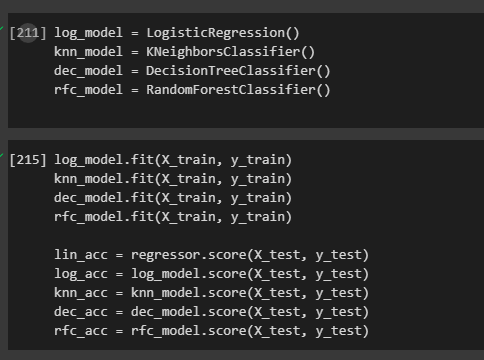 [211] log_model = LogisticRegression()
knn_model = KNeighborsClassifier()
dec_model = DecisionTreeClassifier()
rfc_model = RandomForestClassifier()
[215] log_model.fit(X_train, y_train)
knn_model.fit(X_train, y_train)
dec_model.fit(X_train, y_train)
rfc_model.fit(X_train, y_train)
lin_acc = regressor.score(X_test, y_test)
log_acc = log_model.score(X_test, y_test)
knn_acc = knn_model.score(X_test, y_test)
dec_acc = dec_model.score(X_test, y_test)
rfc_acc = rfc_model.score(X_test, y_test)